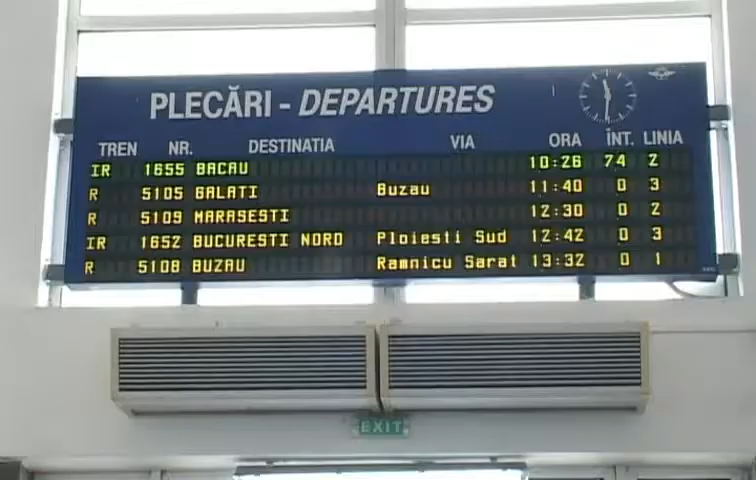 PLECĂRI - DEPARTURES
TREN NR. DESTINATIA VIA ORA ÎNT. LINIA
IR 1655 BACAU 10:26 74 2
R 5105 GALATI Buzau 11:40 0 3
R 5109 MARASESTI 12:30 0 2
IR 1652 BUCURESTI NORD Ploiesti Sud 12:42 0 3
R 5108 BUZAU Ramnicu Sarat 13:32 0 1
EXIT